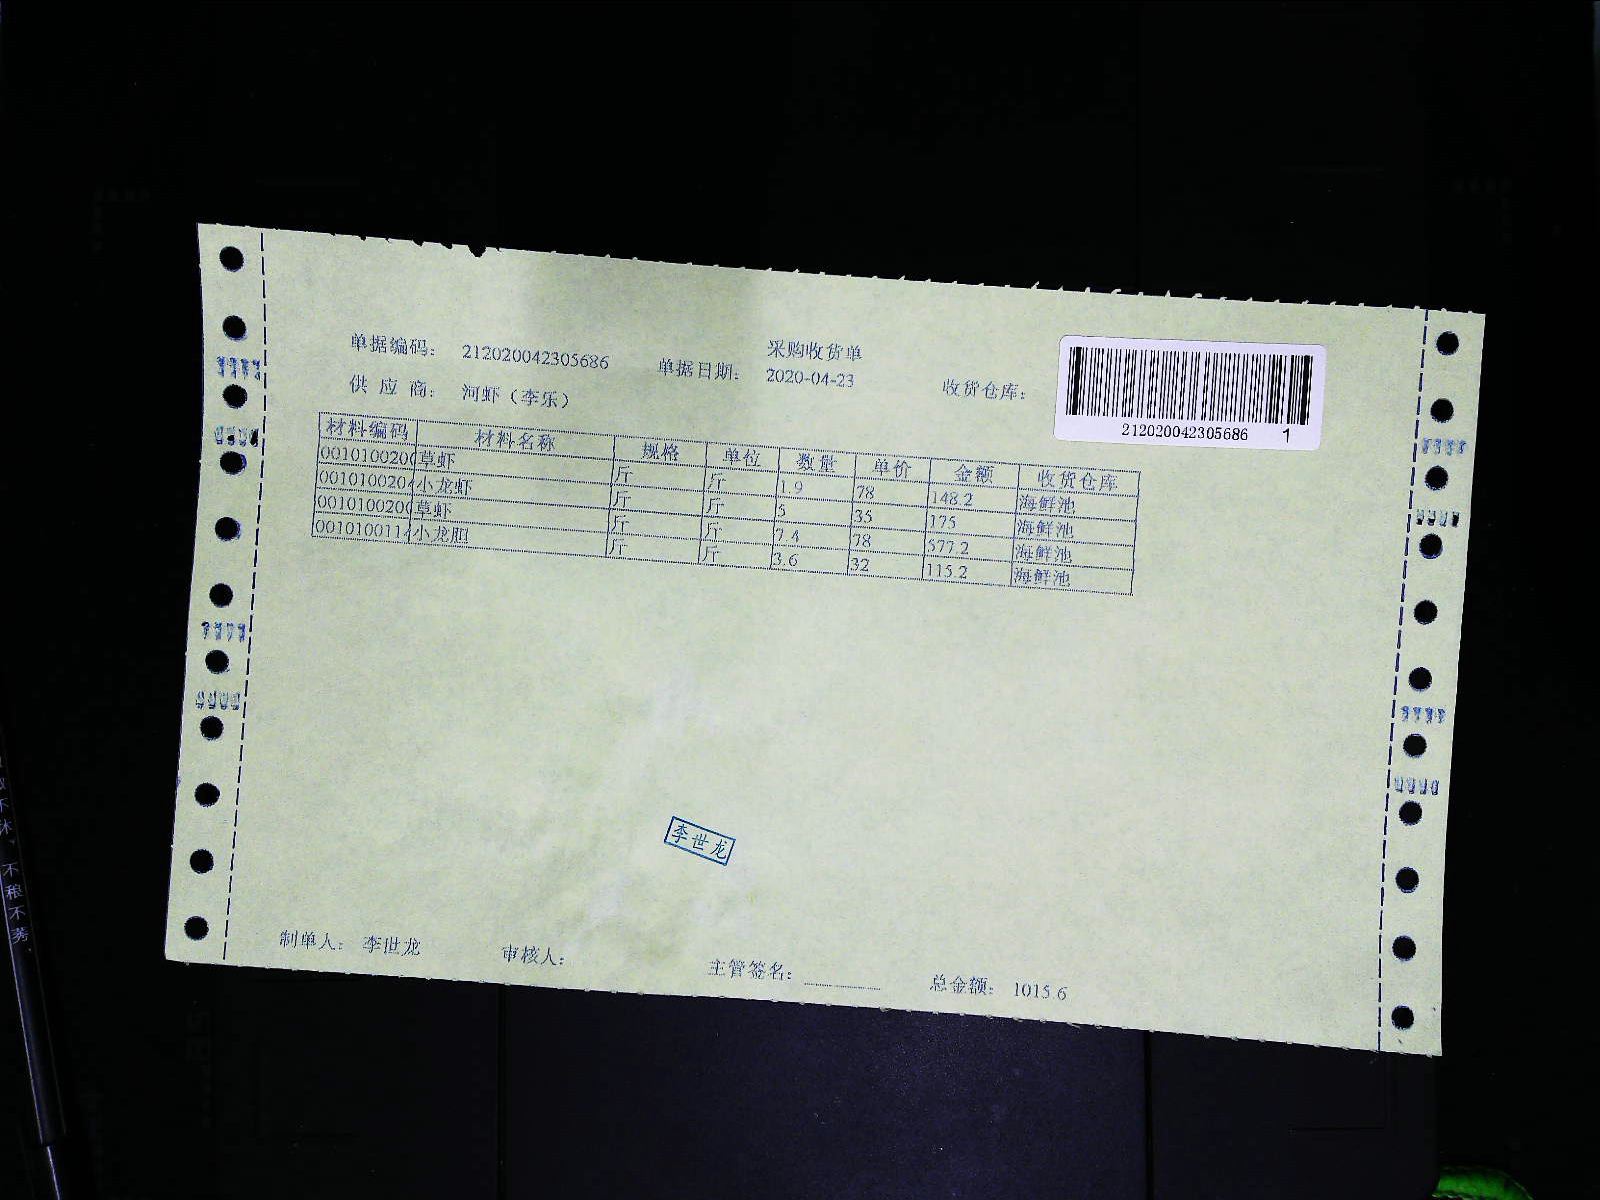 采购收货单
单据编码： 212020042305686 单据日期： 2020-04-23 收货仓库：
供 应 商： 河虾（李乐）
212020042305686 1
材料编码 材料名称 规格 单位 数量 单价 金额 收货仓库
0010100200 草虾 斤 斤 1.9 78 148.2 海鲜池
0010100204 小龙虾 斤 斤 5 35 175 海鲜池
0010100200 草虾 斤 斤 7.4 78 577.2 海鲜池
0010100114 小龙胆 斤 斤 3.6 32 115.2 海鲜池
李世龙
制单人： 李世龙 审核人： 主管签名： 总金额： 1015.6
不稂不莠，